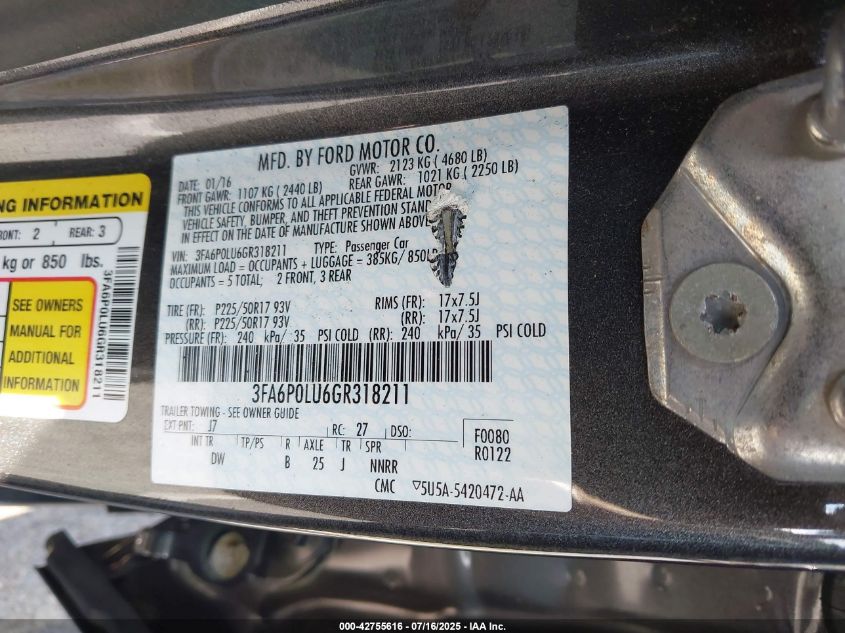 MFD. BY FORD MOTOR CO.
DATE: 01/16 GVWR: 2123 KG ( 4680 LB)
FRONT GAWR: 1107 KG ( 2440 LB) REAR GAWR: 1021 KG ( 2250 LB)
THIS VEHICLE CONFORMS TO ALL APPLICABLE FEDERAL MOTOR
VEHICLE SAFETY, BUMPER, AND THEFT PREVENTION STAND
IN EFFECT ON THE DATE OF MANUFACTURE SHOWN ABOVE
VIN: 3FA6P0LU6GR318211 TYPE: Passenger Car
MAXIMUM LOAD = OCCUPANTS + LUGGAGE = 385KG/ 850LB
OCCUPANTS = 5 TOTAL; 2 FRONT, 3 REAR
TIRE (FR): P225/50R17 93V RIMS (FR): 17x7.5J
(RR): P225/50R17 93V (RR): 17x7.5J
PRESSURE (FR): 240 kPa/ 35 PSI COLD (RR): 240 kPa/ 35 PSI COLD
3FA6P0LU6GR318211
TRAILER TOWING - SEE OWNER GUIDE
EXT PNT: J7 RC: 27 DSO: F0080
INT TR TP/PS R AXLE TR SPR R0122
DW B 25 J NNRR
CMC ▽5U5A-5420472-AA
NG INFORMATION
RONT: 2 REAR: 3
kg or 850 lbs.
SEE OWNERS
MANUAL FOR
ADDITIONAL
INFORMATION
3FA6P0LU6GR318211
000-42755616 - 07/16/2025 - IAA Inc.